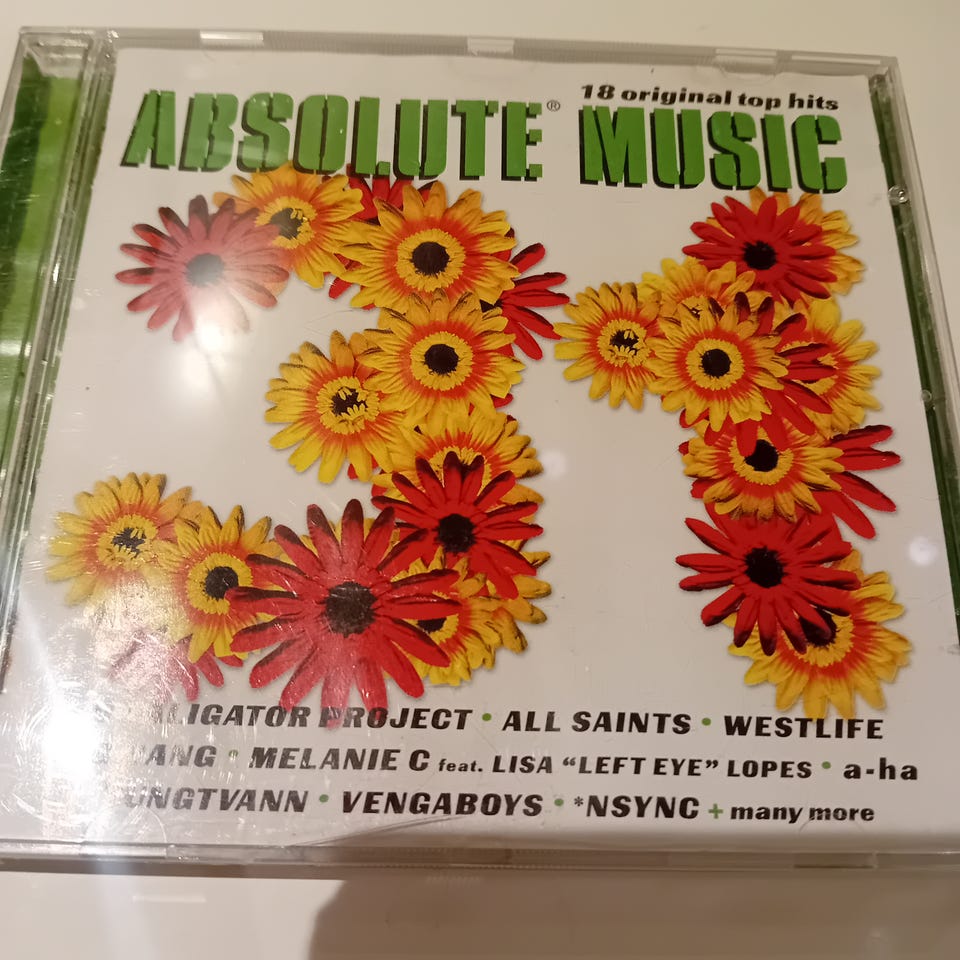 18 original top hits
ABSOLUTE® MUSIC
31
PROJECT • ALL SAINTS • WESTLIFE
• MELANIE C feat. LISA "LEFT EYE" LOPES • a-ha
• VENGABOYS • *NSYNC + many more